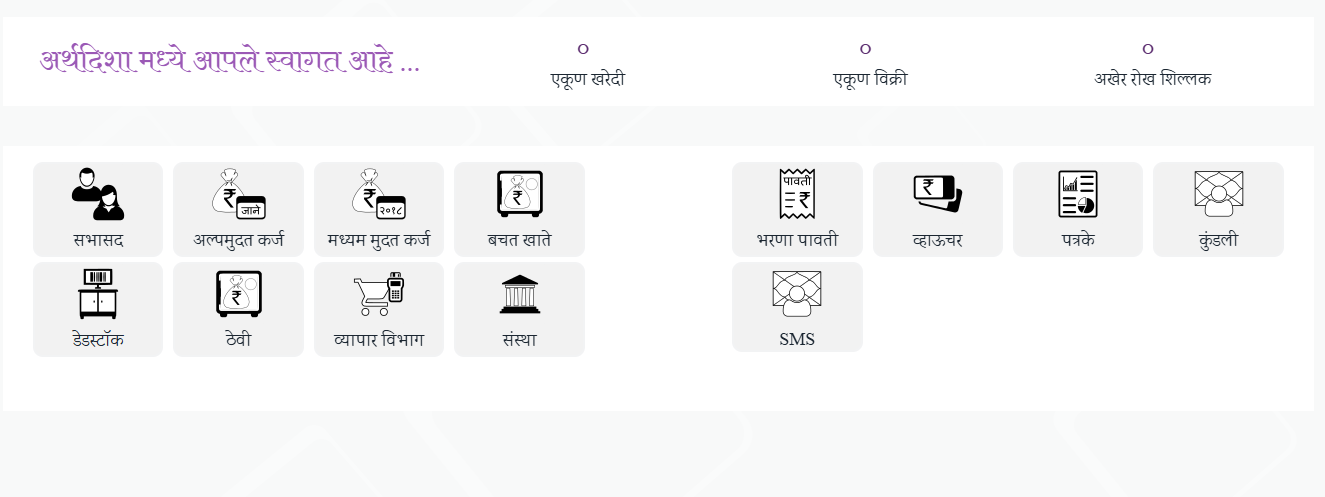 अर्थदिशा मध्ये आपले स्वागत आहे ...
0
एकूण खरेदी
0
एकूण विक्री
0
अखेर रोख शिल्लक
जाने
२०१८
सभासद
अल्पमुदत कर्ज
मध्यम मुदत कर्ज
बचत खाते
डेडस्टॉक
ठेवी
व्यापार विभाग
संस्था
पावती
भरणा पावती
व्हाऊचर
पत्रके
कुंडली
SMS